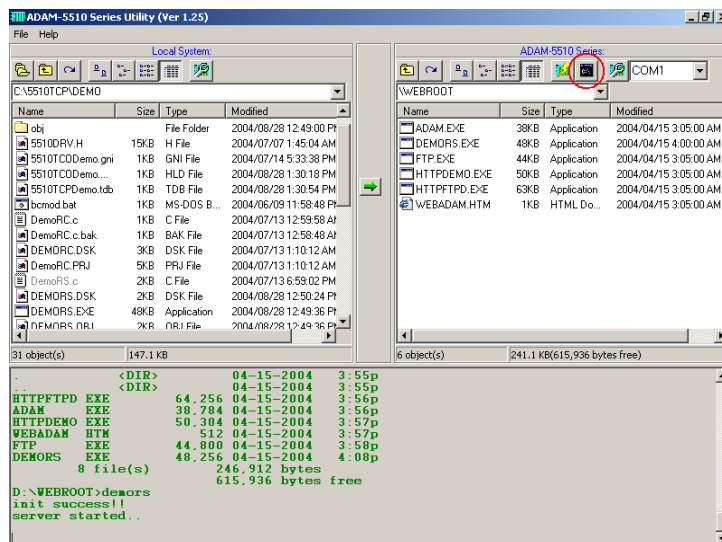 ADAM-5510 Series Utility (Ver 1.25)
File Help
Local System:
ADAM-5510 Series:
COM1
C:\5510TCP\DEMO
\WEBROOT
Name Size Type Modified
obj File Folder 2004/08/28 12:49:00 PM
5510DRV.H 15KB H File 2004/07/07 1:45:04 AM
5510TCODemo.gni 1KB GNI File 2004/07/14 5:33:38 PM
5510TCODemo.... 1KB HLD File 2004/08/28 1:30:18 PM
5510TCPDemo.tdb 1KB TDB File 2004/08/28 1:30:54 PM
bcmod.bat 1KB MS-DOS B... 2004/06/09 11:58:48 PM
DemoRC.c 1KB C File 2004/07/13 12:59:58 AM
DemoRC.c.bak 1KB BAK File 2004/07/13 12:58:48 AM
DEMORC.DSK 3KB DSK File 2004/07/13 1:10:12 AM
DemoRC.PRJ 5KB PRJ File 2004/07/13 1:10:12 AM
DemoRS.c 2KB C File 2004/07/13 6:59:02 PM
DEMORS.DSK 2KB DSK File 2004/08/28 12:50:24 PM
DEMORS.EXE 48KB Application 2004/08/28 12:49:36 PM
DEMORS.OBJ 2KB OBJ File 2004/08/28 12:49:36 PM
31 object(s) 147.1 KB
Name Size Type Modified
ADAM.EXE 38KB Application 2004/04/15 3:05:00 AM
DEMORS.EXE 48KB Application 2004/04/15 4:00:00 AM
FTP.EXE 44KB Application 2004/04/15 3:05:00 AM
HTTPDEMO.EXE 50KB Application 2004/04/15 3:05:00 AM
HTTPFTPD.EXE 63KB Application 2004/04/15 3:05:00 AM
WEBADAM.HTM 1KB HTML Do... 2004/04/15 3:05:00 AM
6 object(s) 241.1 KB(615,936 bytes free)
. <DIR> 04-15-2004 3:55p
.. <DIR> 04-15-2004 3:55p
HTTPFTPD EXE 64,256 04-15-2004 3:56p
ADAM EXE 38,784 04-15-2004 3:56p
HTTPDEMO EXE 50,304 04-15-2004 3:57p
WEBADAM HTM 512 04-15-2004 3:57p
FTP EXE 44,800 04-15-2004 3:58p
DEMORS EXE 48,256 04-15-2004 4:08p
8 file(s) 246,912 bytes
615,936 bytes free
D:\WEBROOT>demors
init success!!
server started..